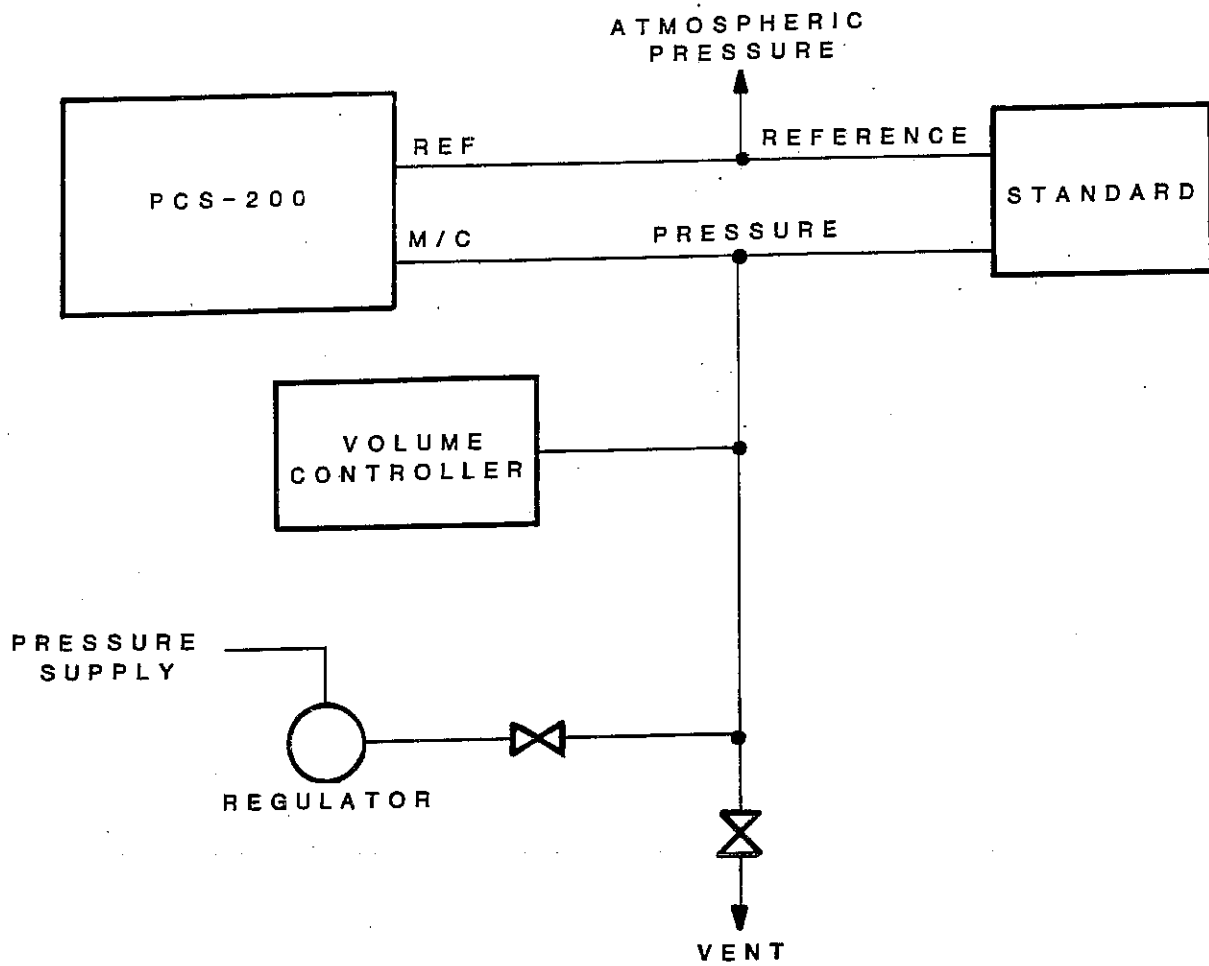 ATMOSPHERIC
PRESSURE
REF
REFERENCE
PCS-200
STANDARD
M/C
PRESSURE
VOLUME
CONTROLLER
PRESSURE
SUPPLY
REGULATOR
VENT